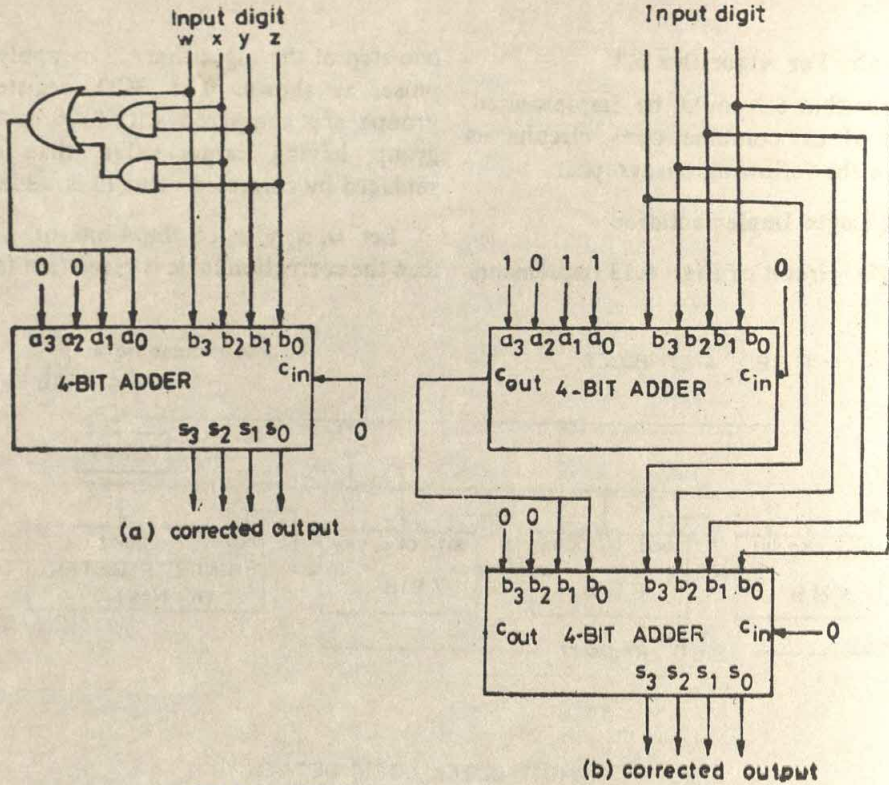 Input digit
w x y z
0 0
a3 a2 a1 a0 b3 b2 b1 b0
4-BIT ADDER cin
0
s3 s2 s1 s0
(a) corrected output
Input digit
1 0 1 1 0
a3 a2 a1 a0 b3 b2 b1 b0
cout 4-BIT ADDER cin
0 0
b3 b2 b1 b0 b3 b2 b1 b0
cout 4-BIT ADDER cin 0
s3 s2 s1 s0
(b) corrected output